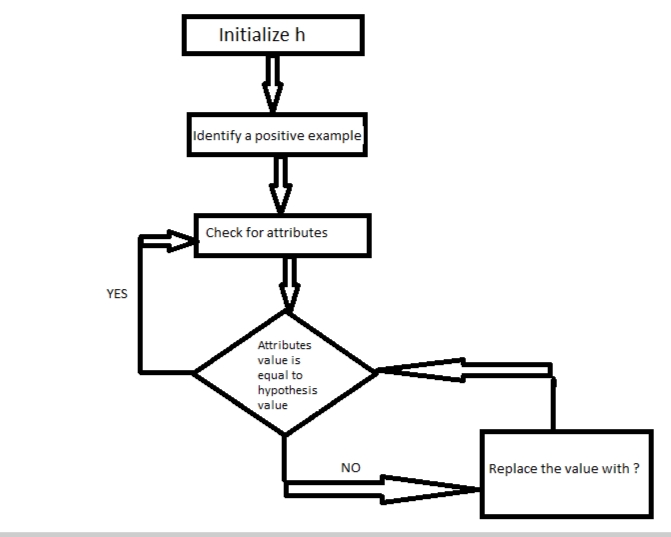 Initialize h
Identify a positive example
Check for attributes
YES
Attributes
value is
equal to
hypothesis
value
NO
Replace the value with ?